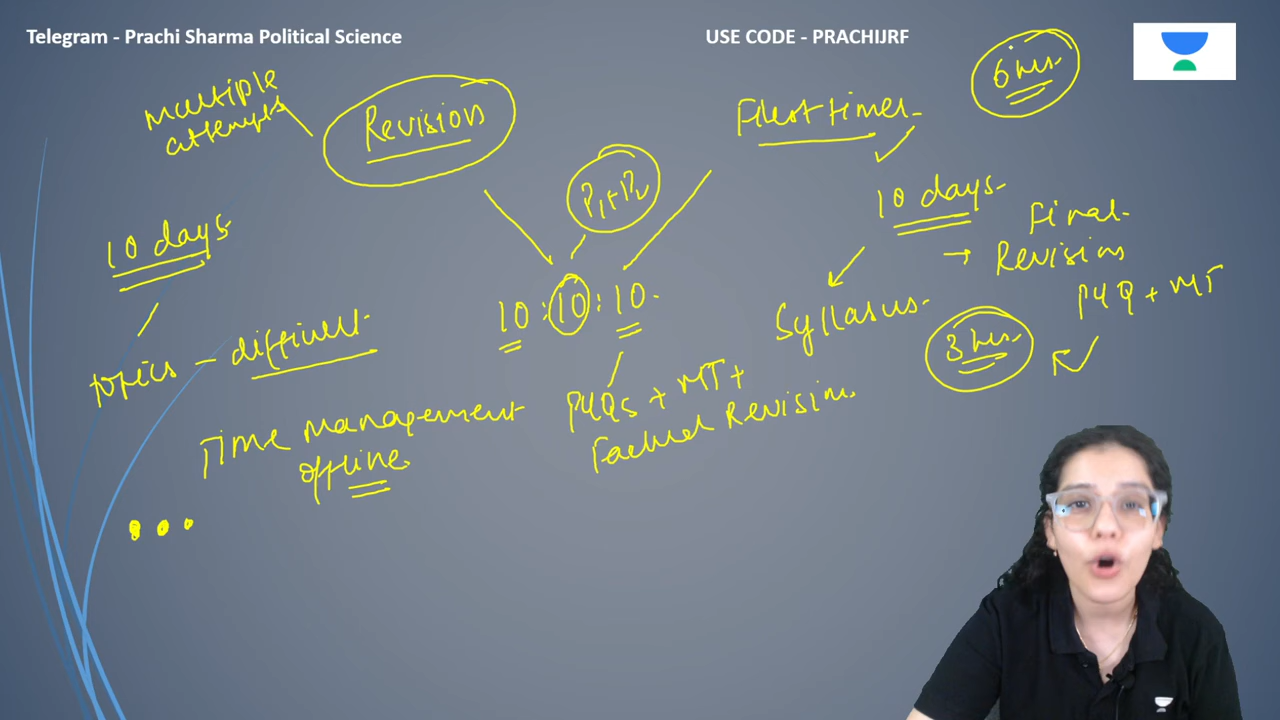 Telegram - Prachi Sharma Political Science
USE CODE - PRACHIJRF
6 hrs.
Multiple
attempts
Revision
First timer
P1+P2
10 days
10 days
Final
→ Revision
PYQ + MT
10 : 10 : 10
Syllabus
3 hrs.
topics - difficult
PYQs + MT +
Factual Revision
Time management
offline